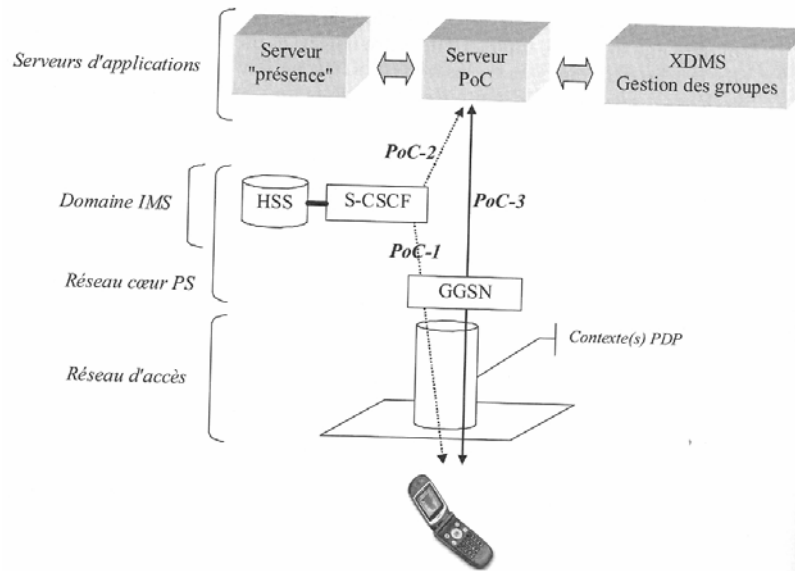 Serveurs d'applications
Serveur
"présence"
Serveur
PoC
XDMS
Gestion des groupes
PoC-2
Domaine IMS
HSS
S-CSCF
PoC-3
PoC-1
Réseau cœur PS
GGSN
Contexte(s) PDP
Réseau d'accès